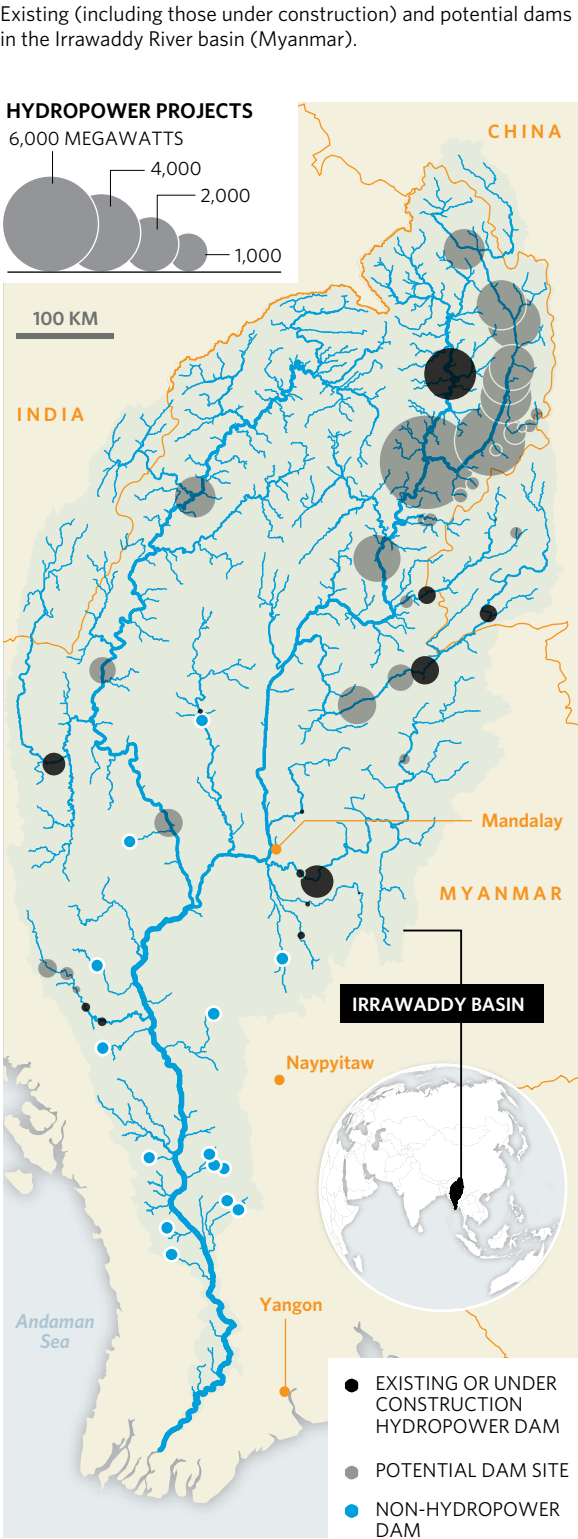 Existing (including those under construction) and potential dams
in the Irrawaddy River basin (Myanmar).
HYDROPOWER PROJECTS
6,000 MEGAWATTS
4,000
2,000
1,000
CHINA
100 KM
INDIA
Mandalay
MYANMAR
IRRAWADDY BASIN
Naypyitaw
Yangon
Andaman
Sea
EXISTING OR UNDER
CONSTRUCTION
HYDROPOWER DAM
POTENTIAL DAM SITE
NON-HYDROPOWER
DAM